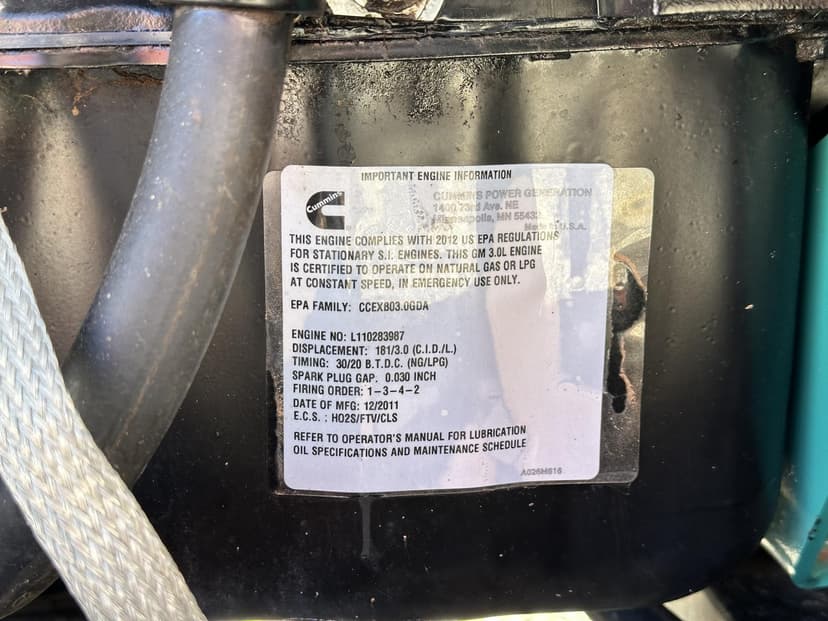 IMPORTANT ENGINE INFORMATION
Cummins
CUMMINS POWER GENERATION
1400 73rd Ave. NE
Minneapolis, MN 55432
Made in U.S.A.
THIS ENGINE COMPLIES WITH 2012 US EPA REGULATIONS
FOR STATIONARY S.I. ENGINES. THIS GM 3.0L ENGINE
IS CERTIFIED TO OPERATE ON NATURAL GAS OR LPG
AT CONSTANT SPEED, IN EMERGENCY USE ONLY.
EPA FAMILY: CCEXB03.0GDA
ENGINE NO: L110283987
DISPLACEMENT: 181/3.0 (C.I.D./L.)
TIMING: 30/20 B.T.D.C. (NG/LPG)
SPARK PLUG GAP. 0.030 INCH
FIRING ORDER: 1-3-4-2
DATE OF MFG: 12/2011
E.C.S. : HO2S/FTV/CLS
REFER TO OPERATOR'S MANUAL FOR LUBRICATION
OIL SPECIFICATIONS AND MAINTENANCE SCHEDULE
A026H616